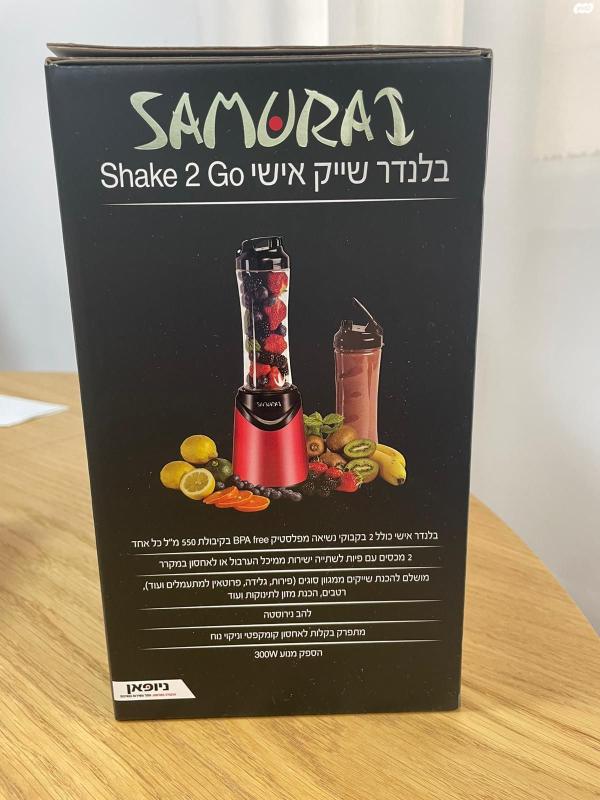 SAMURAI
בלנדר שייק אישי Shake 2 Go
SAMURAI
בלנדר אישי כולל 2 בקבוקי נשיאה מפלסטיק BPA free בקיבולת 550 מ"ל כל אחד
2 מכסים עם פיות לשתייה ישירות ממיכל הערבול או לאחסון במקרר
מושלם להכנת שייקים ממגוון סוגים (פירות, גלידה, פרוטאין למתעמלים ועוד),
רטבים, הכנת מזון לתינוקות ועוד
להב נירוסטה
מתפרק בקלות לאחסון קומקפטי וניקוי נוח
הספק מנוע 300W
ניופאן